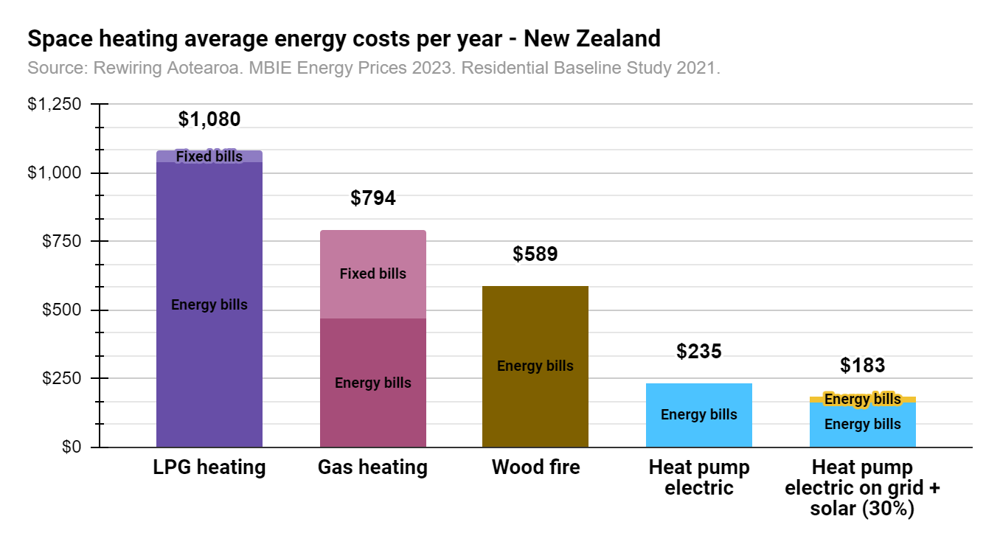 Space heating average energy costs per year - New Zealand
Source: Rewiring Aotearoa. MBIE Energy Prices 2023. Residential Baseline Study 2021.
$1,250
$1,000
$750
$500
$250
$0
$1,080
Fixed bills
Energy bills
$794
Fixed bills
Energy bills
$589
Energy bills
$235
Energy bills
$183
Energy bills
Energy bills
LPG heating
Gas heating
Wood fire
Heat pump
electric
Heat pump
electric on grid +
solar (30%)